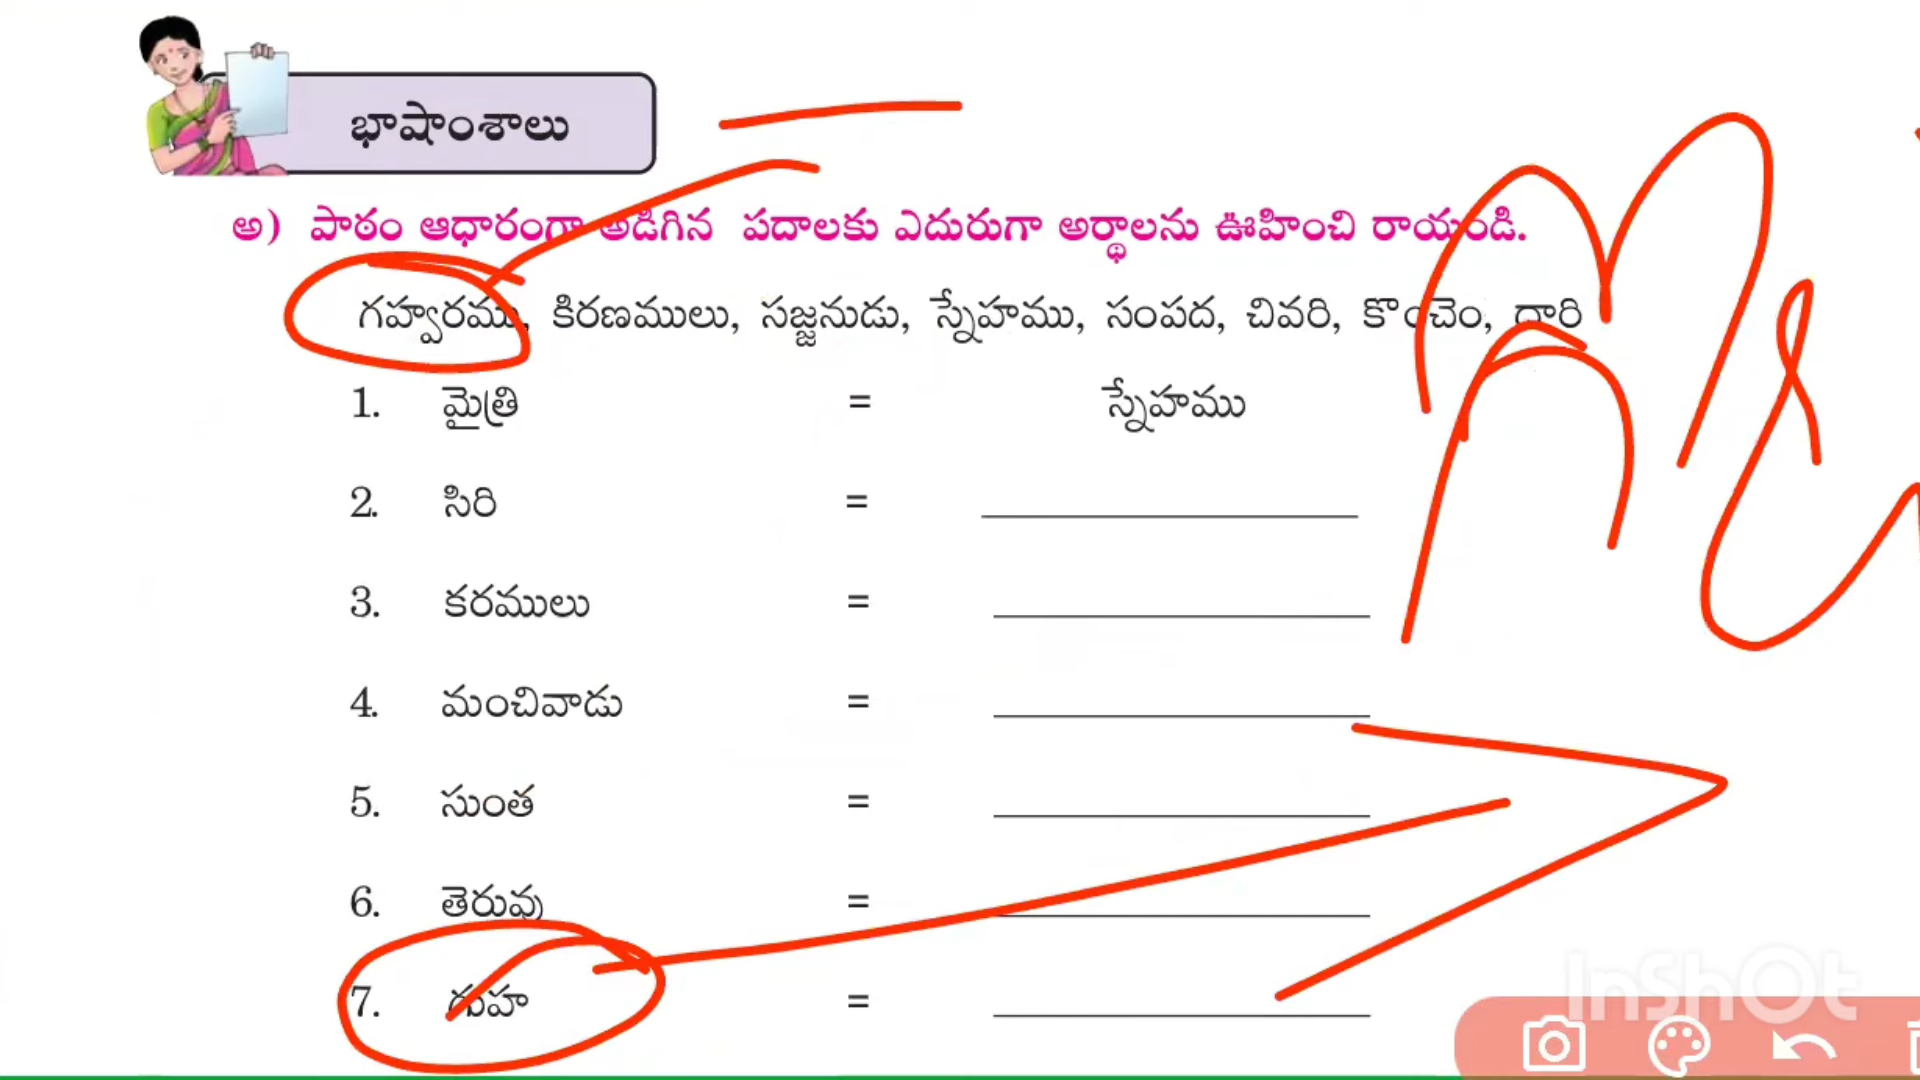 భాషాంశాలు
అ) పాఠం ఆధారంగా అడిగిన పదాలకు ఎదురుగా అర్థాలను ఊహించి రాయండి.
గహ్వరము, కిరణములు, సజ్జనుడు, స్నేహము, సంపద, చివరి, కొంచెం, దారి
1. మైత్రి = స్నేహము
2. సిరి =
3. కరములు =
4. మంచివాడు =
5. సుంత =
6. తెరువు =
7. గుహ =
InShOt